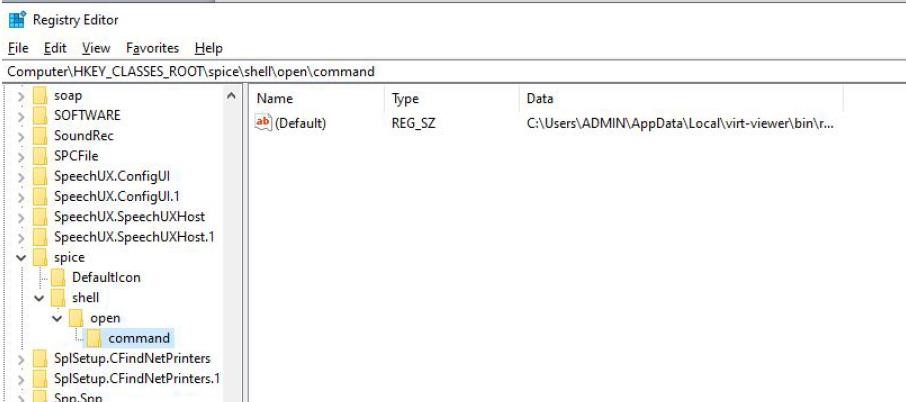 Registry Editor
File Edit View Favorites Help
Computer\HKEY_CLASSES_ROOT\spice\shell\open\command
soap
SOFTWARE
SoundRec
SPCFile
SpeechUX.ConfigUI
SpeechUX.ConfigUI.1
SpeechUX.SpeechUXHost
SpeechUX.SpeechUXHost.1
spice
DefaultIcon
shell
open
command
SplSetup.CFindNetPrinters
SplSetup.CFindNetPrinters.1
Spp.Spp
Name Type Data
ab (Default) REG_SZ C:\Users\ADMIN\AppData\Local\virt-viewer\bin\r...